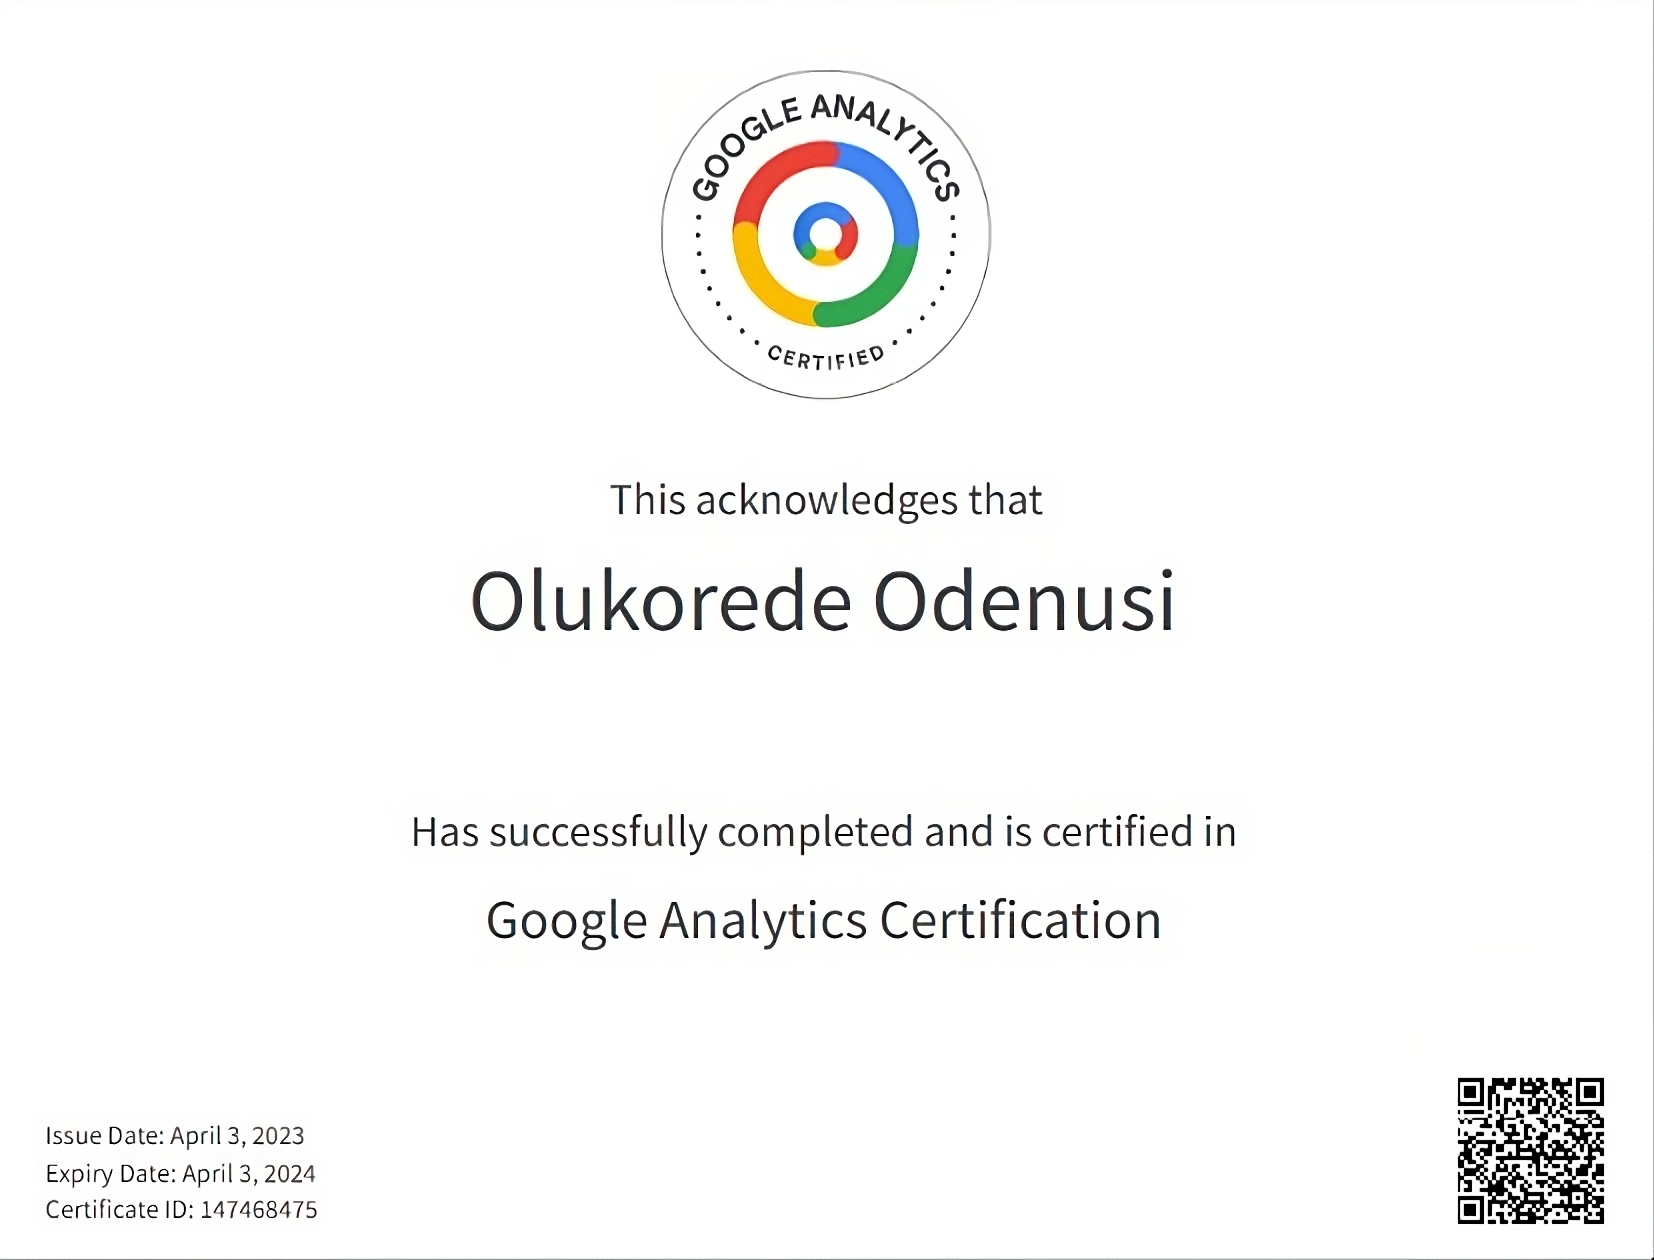 GOOGLE ANALYTICS
CERTIFIED
This acknowledges that
Olukorede Odenusi
Has successfully completed and is certified in
Google Analytics Certification
Issue Date: April 3, 2023
Expiry Date: April 3, 2024
Certificate ID: 147468475